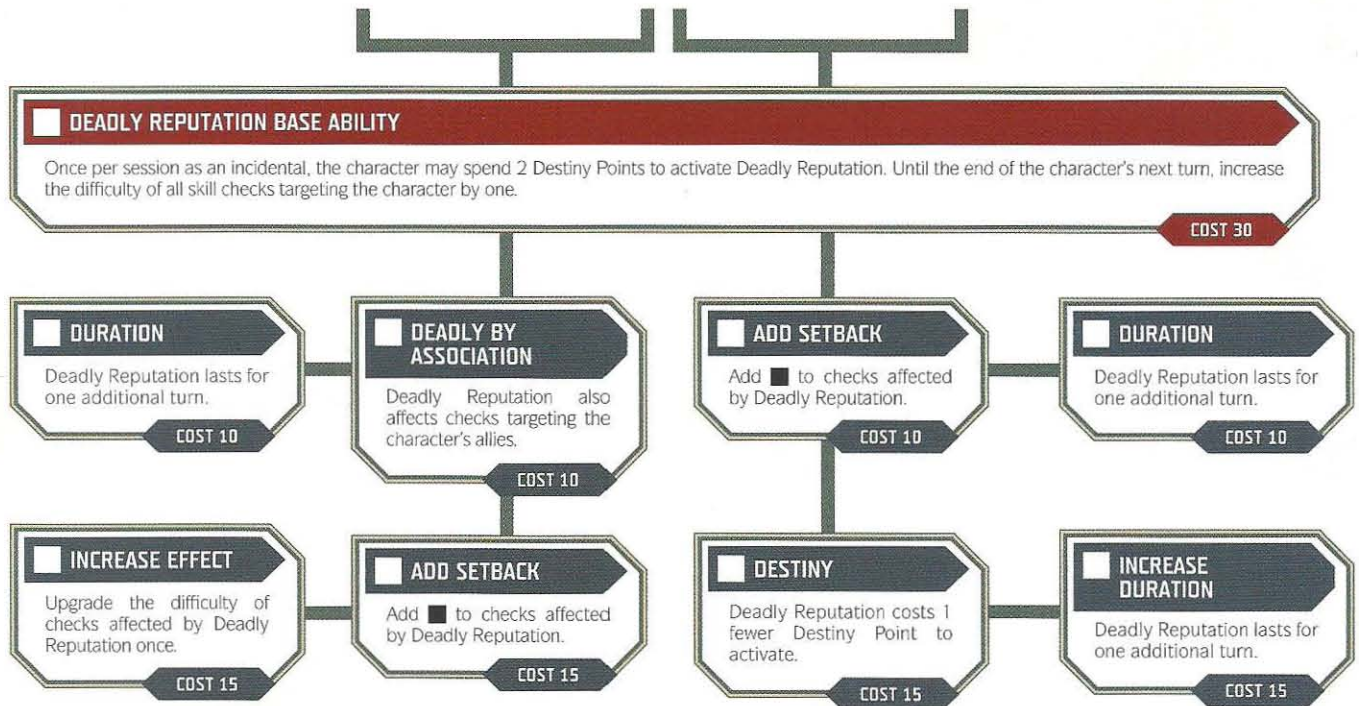 DEADLY REPUTATION BASE ABILITY
Once per session as an incidental, the character may spend 2 Destiny Points to activate Deadly Reputation. Until the end of the character's next turn, increase
the difficulty of all skill checks targeting the character by one.
COST 30
DURATION
Deadly Reputation lasts for
one additional turn.
COST 10
DEADLY BY
ASSOCIATION
Deadly Reputation also
affects checks targeting the
character's allies.
COST 10
ADD SETBACK
Add ■ to checks affected
by Deadly Reputation.
COST 10
DURATION
Deadly Reputation lasts for
one additional turn.
COST 10
INCREASE EFFECT
Upgrade the difficulty of
checks affected by Deadly
Reputation once.
COST 15
ADD SETBACK
Add ■ to checks affected
by Deadly Reputation.
COST 15
DESTINY
Deadly Reputation costs 1
fewer Destiny Point to
activate.
COST 15
INCREASE
DURATION
Deadly Reputation lasts for
one additional turn.
COST 15